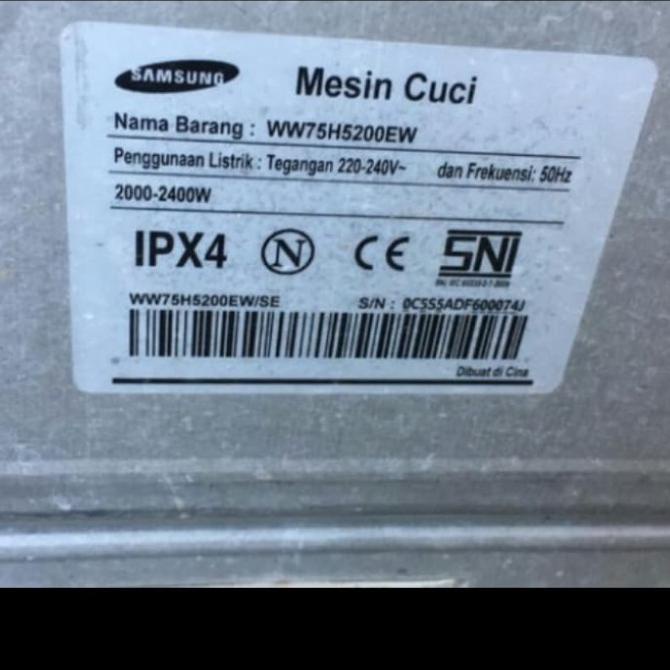 SAMSUNG Mesin Cuci
Nama Barang : WW75H5200EW
Penggunaan Listrik : Tegangan 220-240V~ dan Frekuensi: 50Hz
2000-2400W
IPX4 N CE SNI
WW75H5200EW/SE S/N : 0CSS5ADF600074J
Dibuat di Cina